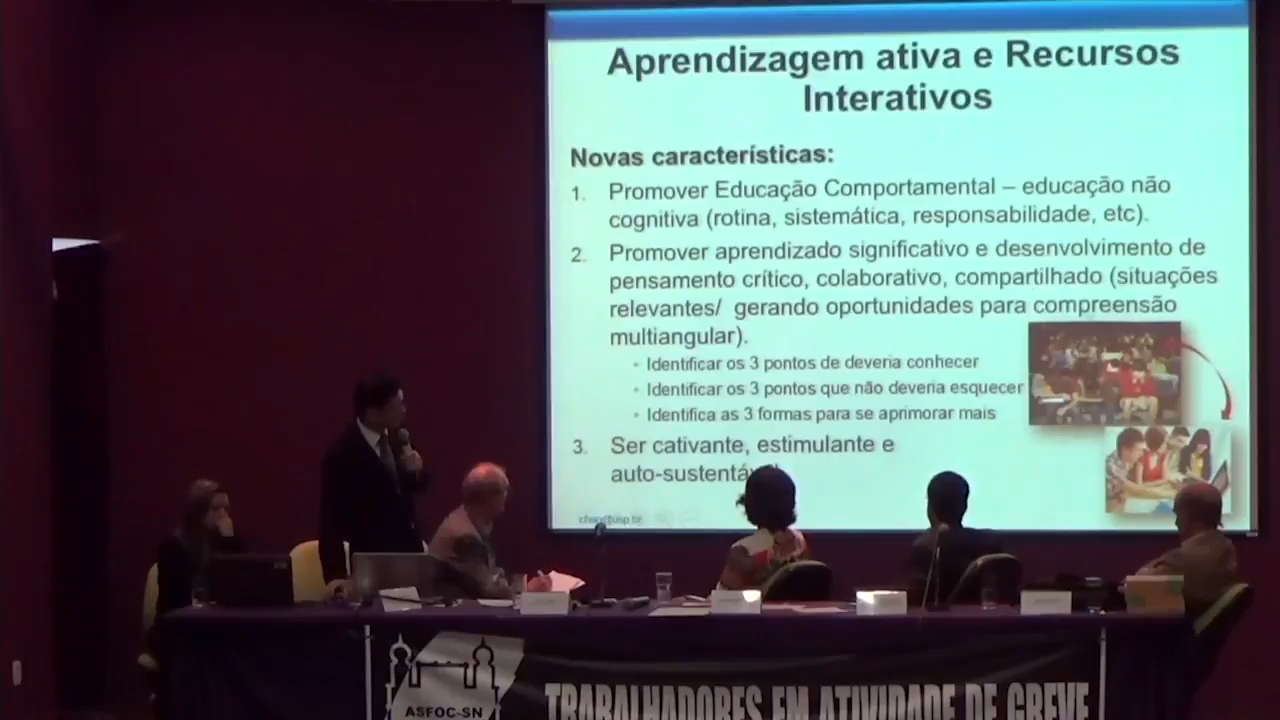 Aprendizagem ativa e Recursos
Interativos
Novas características:
1. Promover Educação Comportamental – educação não
cognitiva (rotina, sistemática, responsabilidade, etc).
2. Promover aprendizado significativo e desenvolvimento de
pensamento crítico, colaborativo, compartilhado (situações
relevantes/ gerando oportunidades para compreensão
multiangular).
• Identificar os 3 pontos de deveria conhecer
• Identificar os 3 pontos que não deveria esquecer
• Identifica as 3 formas para se aprimorar mais
3. Ser cativante, estimulante e
ASFOC-SN
TRABALHADORES EM ATIVIDADE DE GREVE